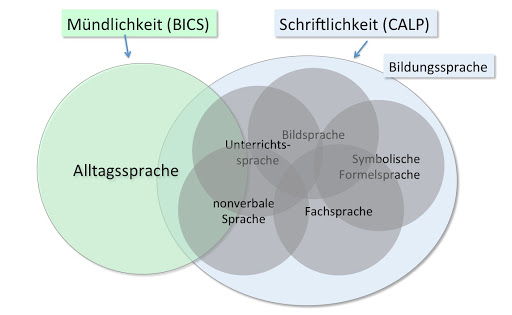 Mündlichkeit (BICS)
Schriftlichkeit (CALP)
Bildungssprache
Alltagssprache
Unterrichts-
sprache
Bildsprache
Symbolische
Formelsprache
nonverbale
Sprache
Fachsprache